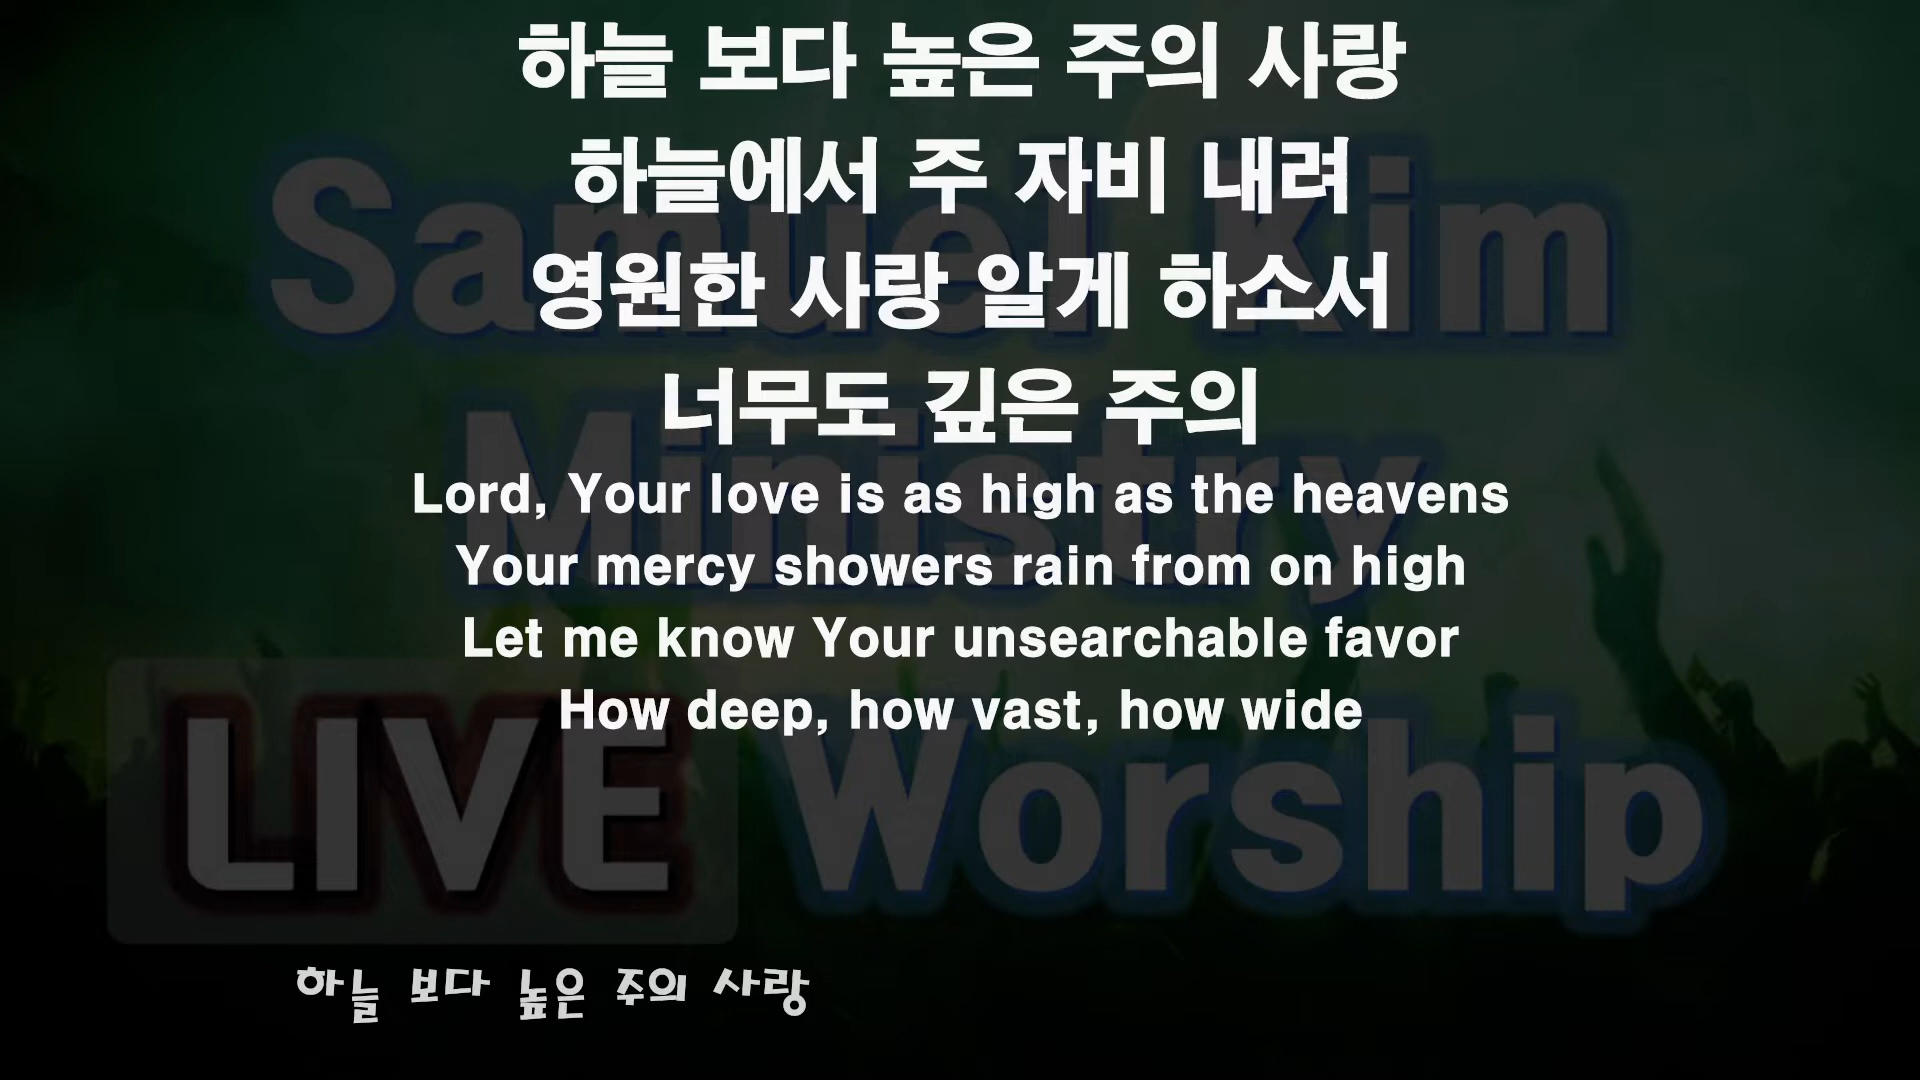 하늘 보다 높은 주의 사랑
하늘에서 주 자비 내려
영원한 사랑 알게 하소서
너무도 깊은 주의
Lord, Your love is as high as the heavens
Your mercy showers rain from on high
Let me know Your unsearchable favor
How deep, how vast, how wide
Samuel Kim
Ministry
LIVE Worship
하늘 보다 높은 주의 사랑